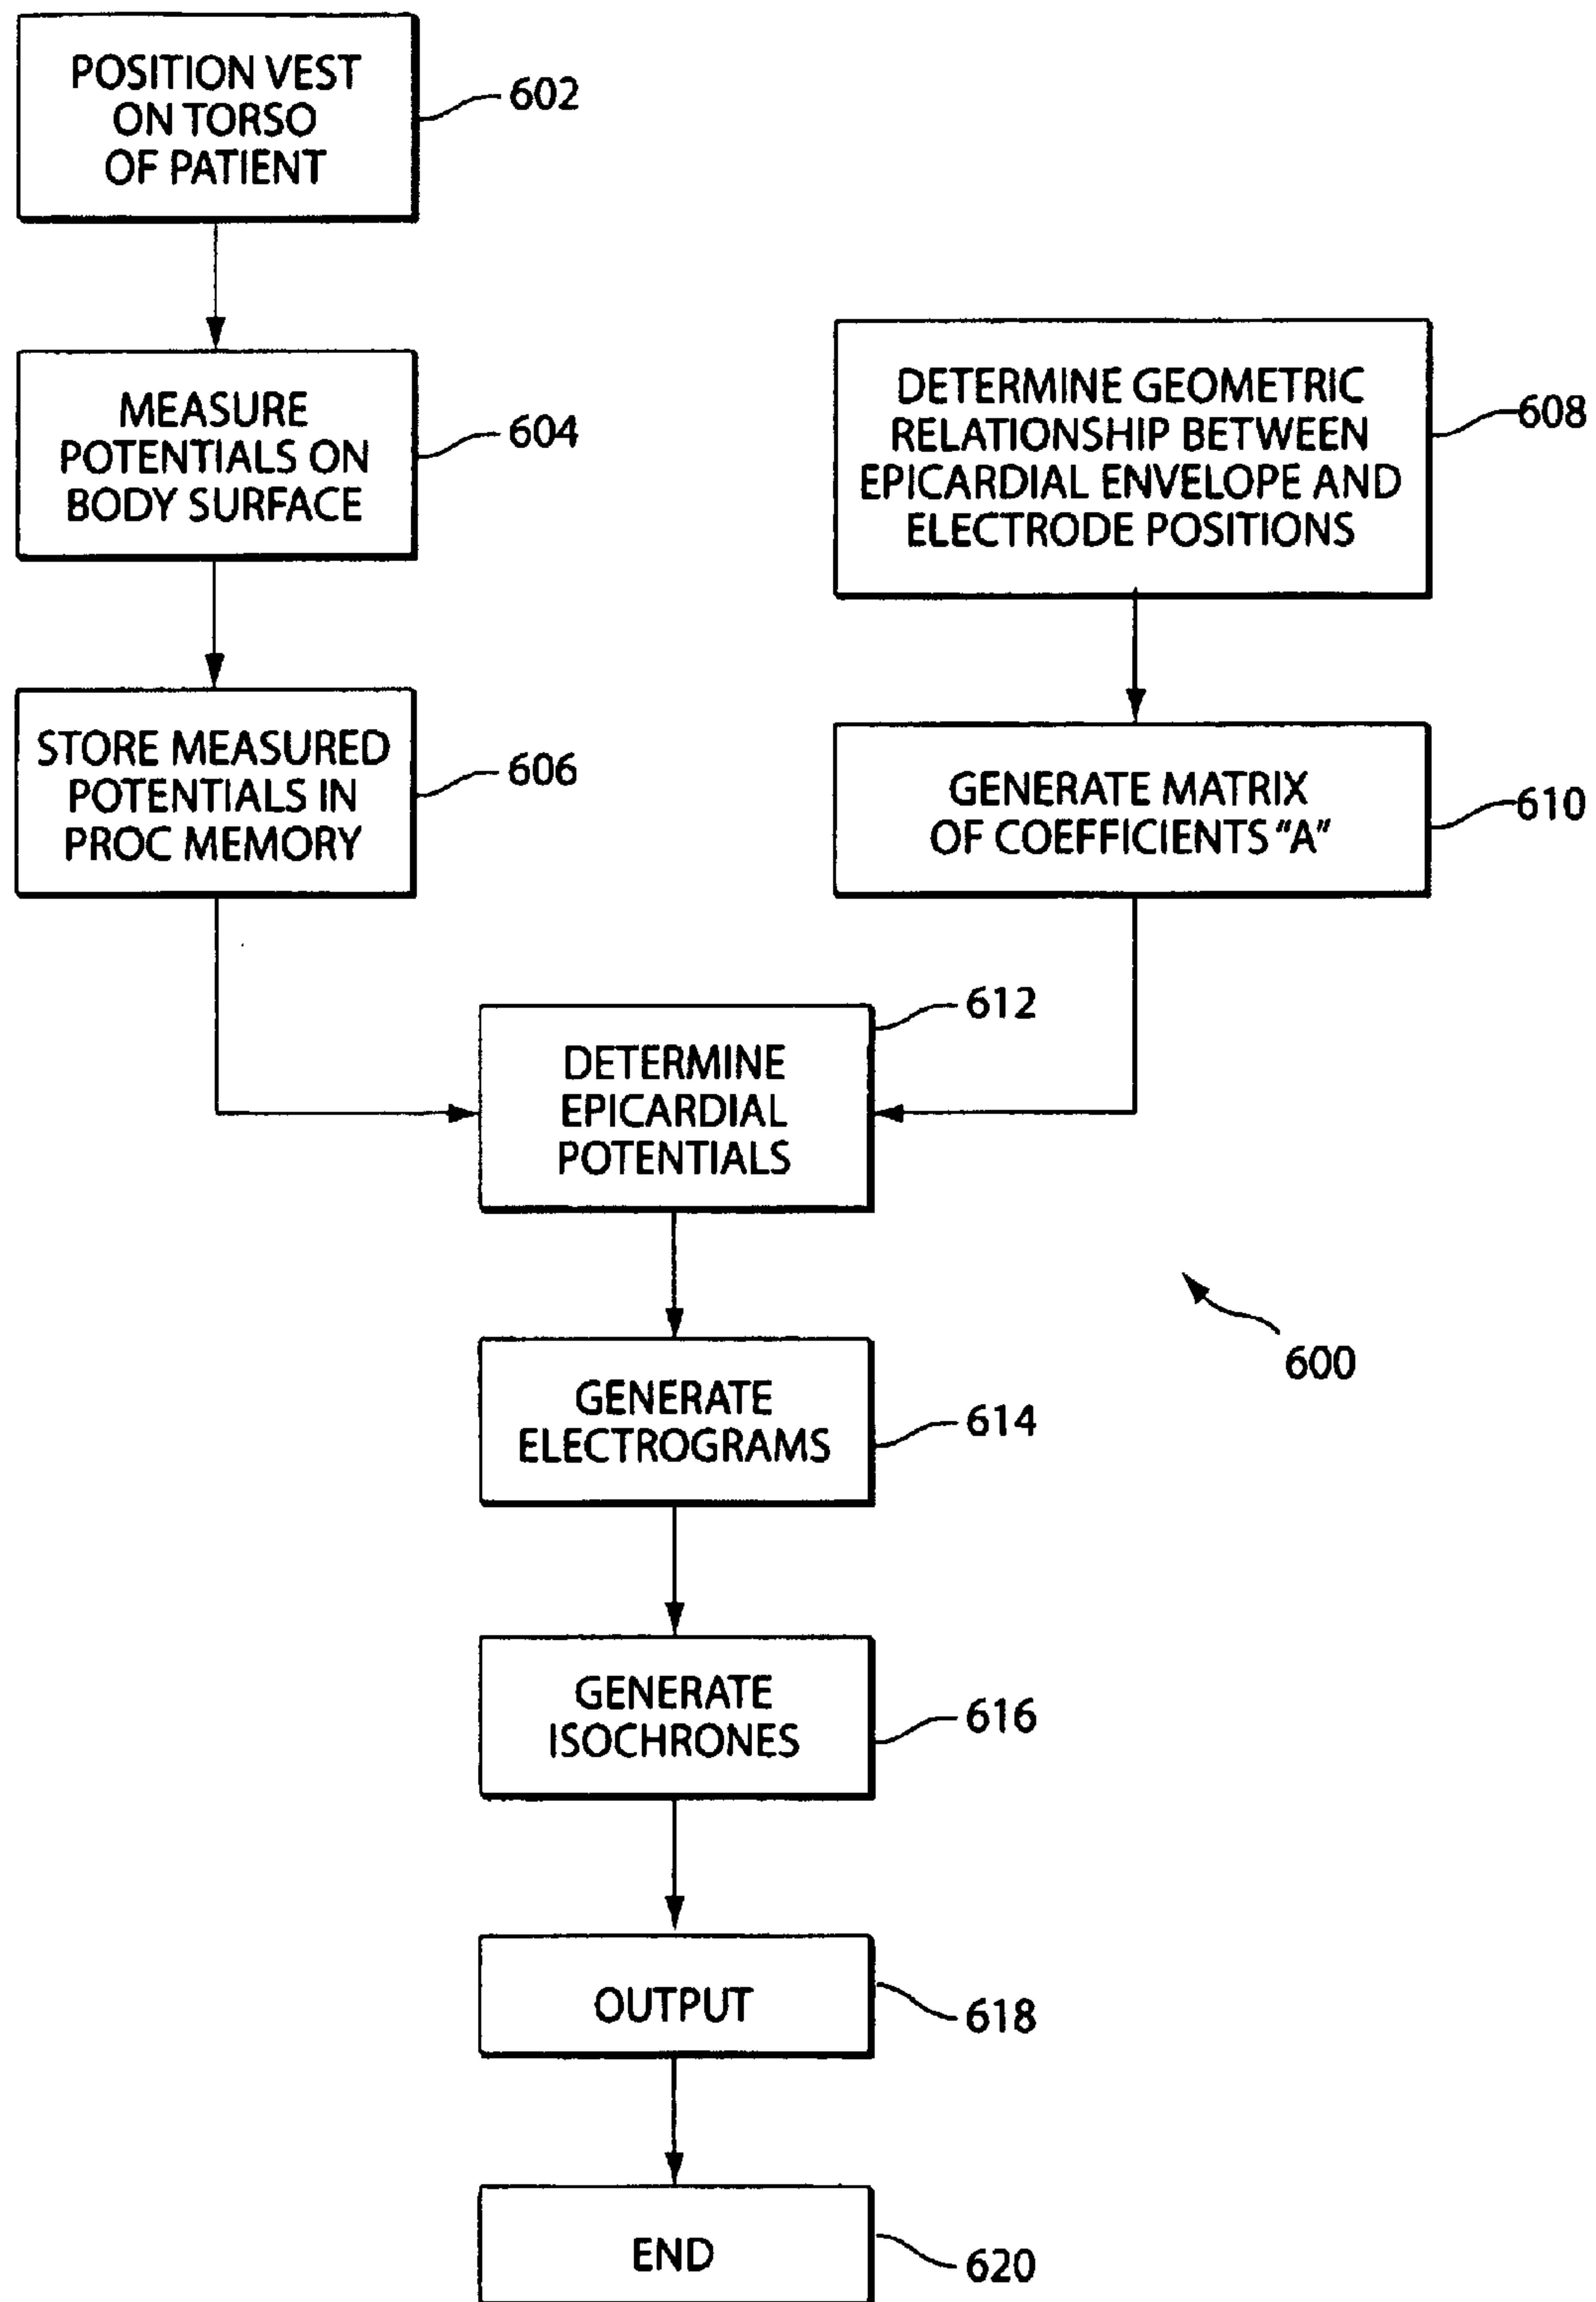 POSITION VEST
ON TORSO
OF PATIENT
602
MEASURE
POTENTIALS ON
BODY SURFACE
604
STORE MEASURED
POTENTIALS IN
PROC MEMORY
606
DETERMINE GEOMETRIC
RELATIONSHIP BETWEEN
EPICARDIAL ENVELOPE AND
ELECTRODE POSITIONS
608
GENERATE MATRIX
OF COEFFICIENTS “A”
610
612
DETERMINE
EPICARDIAL
POTENTIALS
600
GENERATE
ELECTROGRAMS
614
GENERATE
ISOCHRONES
616
OUTPUT
618
END
620